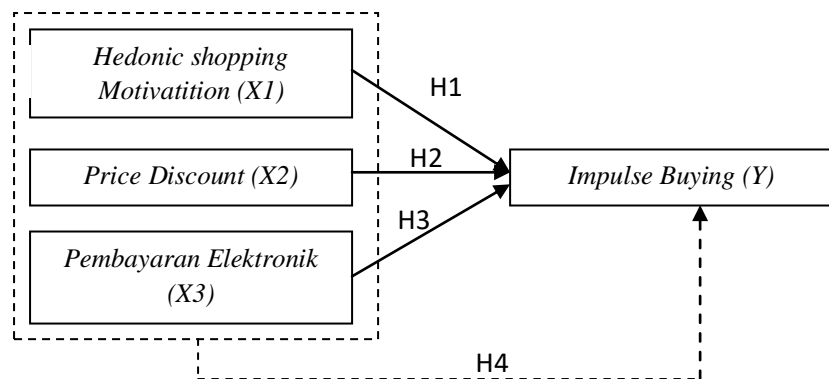 Hedonic shopping
Motivatition (X1)
H1
Price Discount (X2)
H2
Impulse Buying (Y)
H3
Pembayaran Elektronik
(X3)
H4